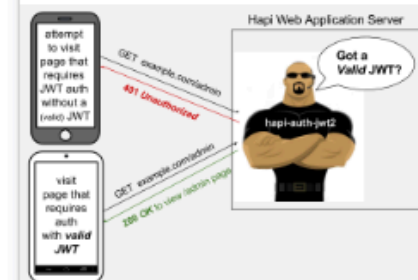 attempt
to visit
page that
requires
JWT auth
without a
(valid) JWT
GET example.com/admin
401 Unauthorized
Hapi Web Application Server
Got a
Valid JWT?
hapi-auth-jwt2
visit
page that
requires
auth
with valid
JWT
GET example.com/admin
200 OK to view /admin page